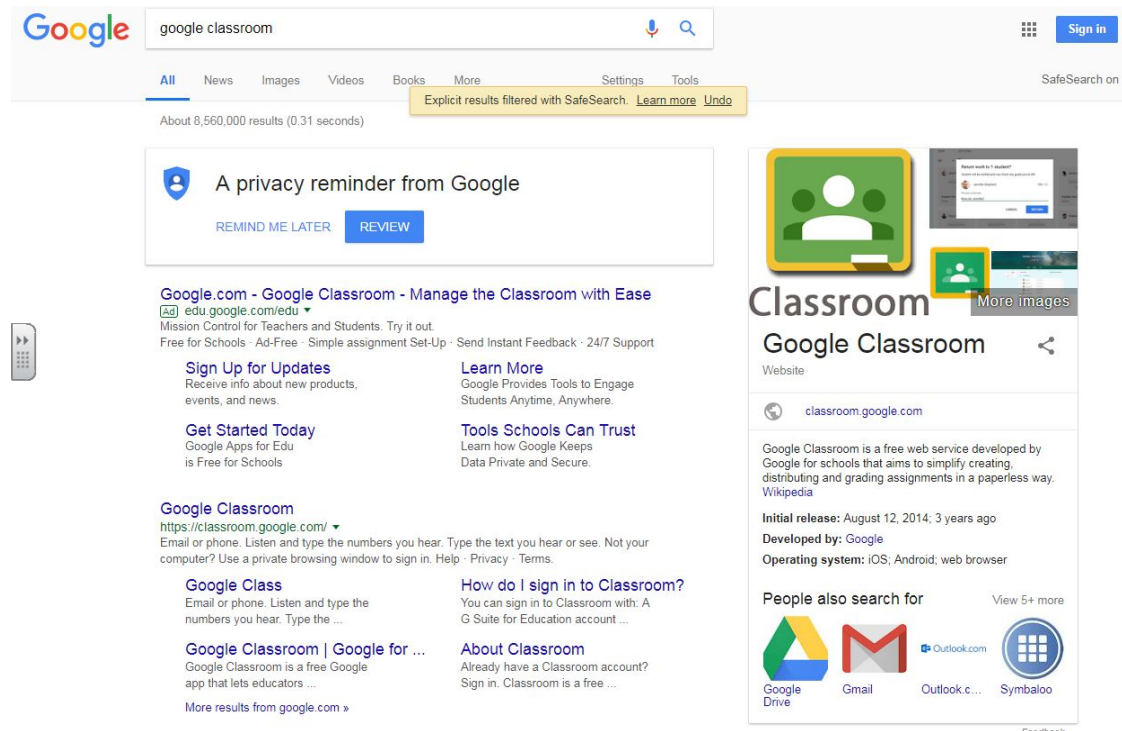 Google
google classroom
Sign in
All News Images Videos Books More Settings Tools
SafeSearch on
Explicit results filtered with SafeSearch. Learn more Undo
About 8,560,000 results (0.31 seconds)
A privacy reminder from Google
REMIND ME LATER REVIEW
Google.com - Google Classroom - Manage the Classroom with Ease
Ad edu.google.com/edu
Mission Control for Teachers and Students. Try it out.
Free for Schools · Ad-Free · Simple assignment Set-Up · Send Instant Feedback · 24/7 Support
Sign Up for Updates
Receive info about new products,
events, and news.
Learn More
Google Provides Tools to Engage
Students Anytime, Anywhere.
Get Started Today
Google Apps for Edu
is Free for Schools
Tools Schools Can Trust
Learn how Google Keeps
Data Private and Secure.
Google Classroom
https://classroom.google.com/
Email or phone. Listen and type the numbers you hear. Type the text you hear or see. Not your
computer? Use a private browsing window to sign in. Help · Privacy · Terms.
Google Class
Email or phone. Listen and type the
numbers you hear. Type the ...
How do I sign in to Classroom?
You can sign in to Classroom with: A
G Suite for Education account ...
Google Classroom | Google for ...
Google Classroom is a free Google
app that lets educators ...
About Classroom
Already have a Classroom account?
Sign in. Classroom is a free ...
More results from google.com »
Return work to 1 student?
Classroom
More images
Google Classroom
Website
classroom.google.com
Google Classroom is a free web service developed by
Google for schools that aims to simplify creating,
distributing and grading assignments in a paperless way.
Wikipedia
Initial release: August 12, 2014; 3 years ago
Developed by: Google
Operating system: iOS; Android; web browser
People also search for
View 5+ more
Outlook.com
Google
Drive
Gmail
Outlook.c...
Symbaloo